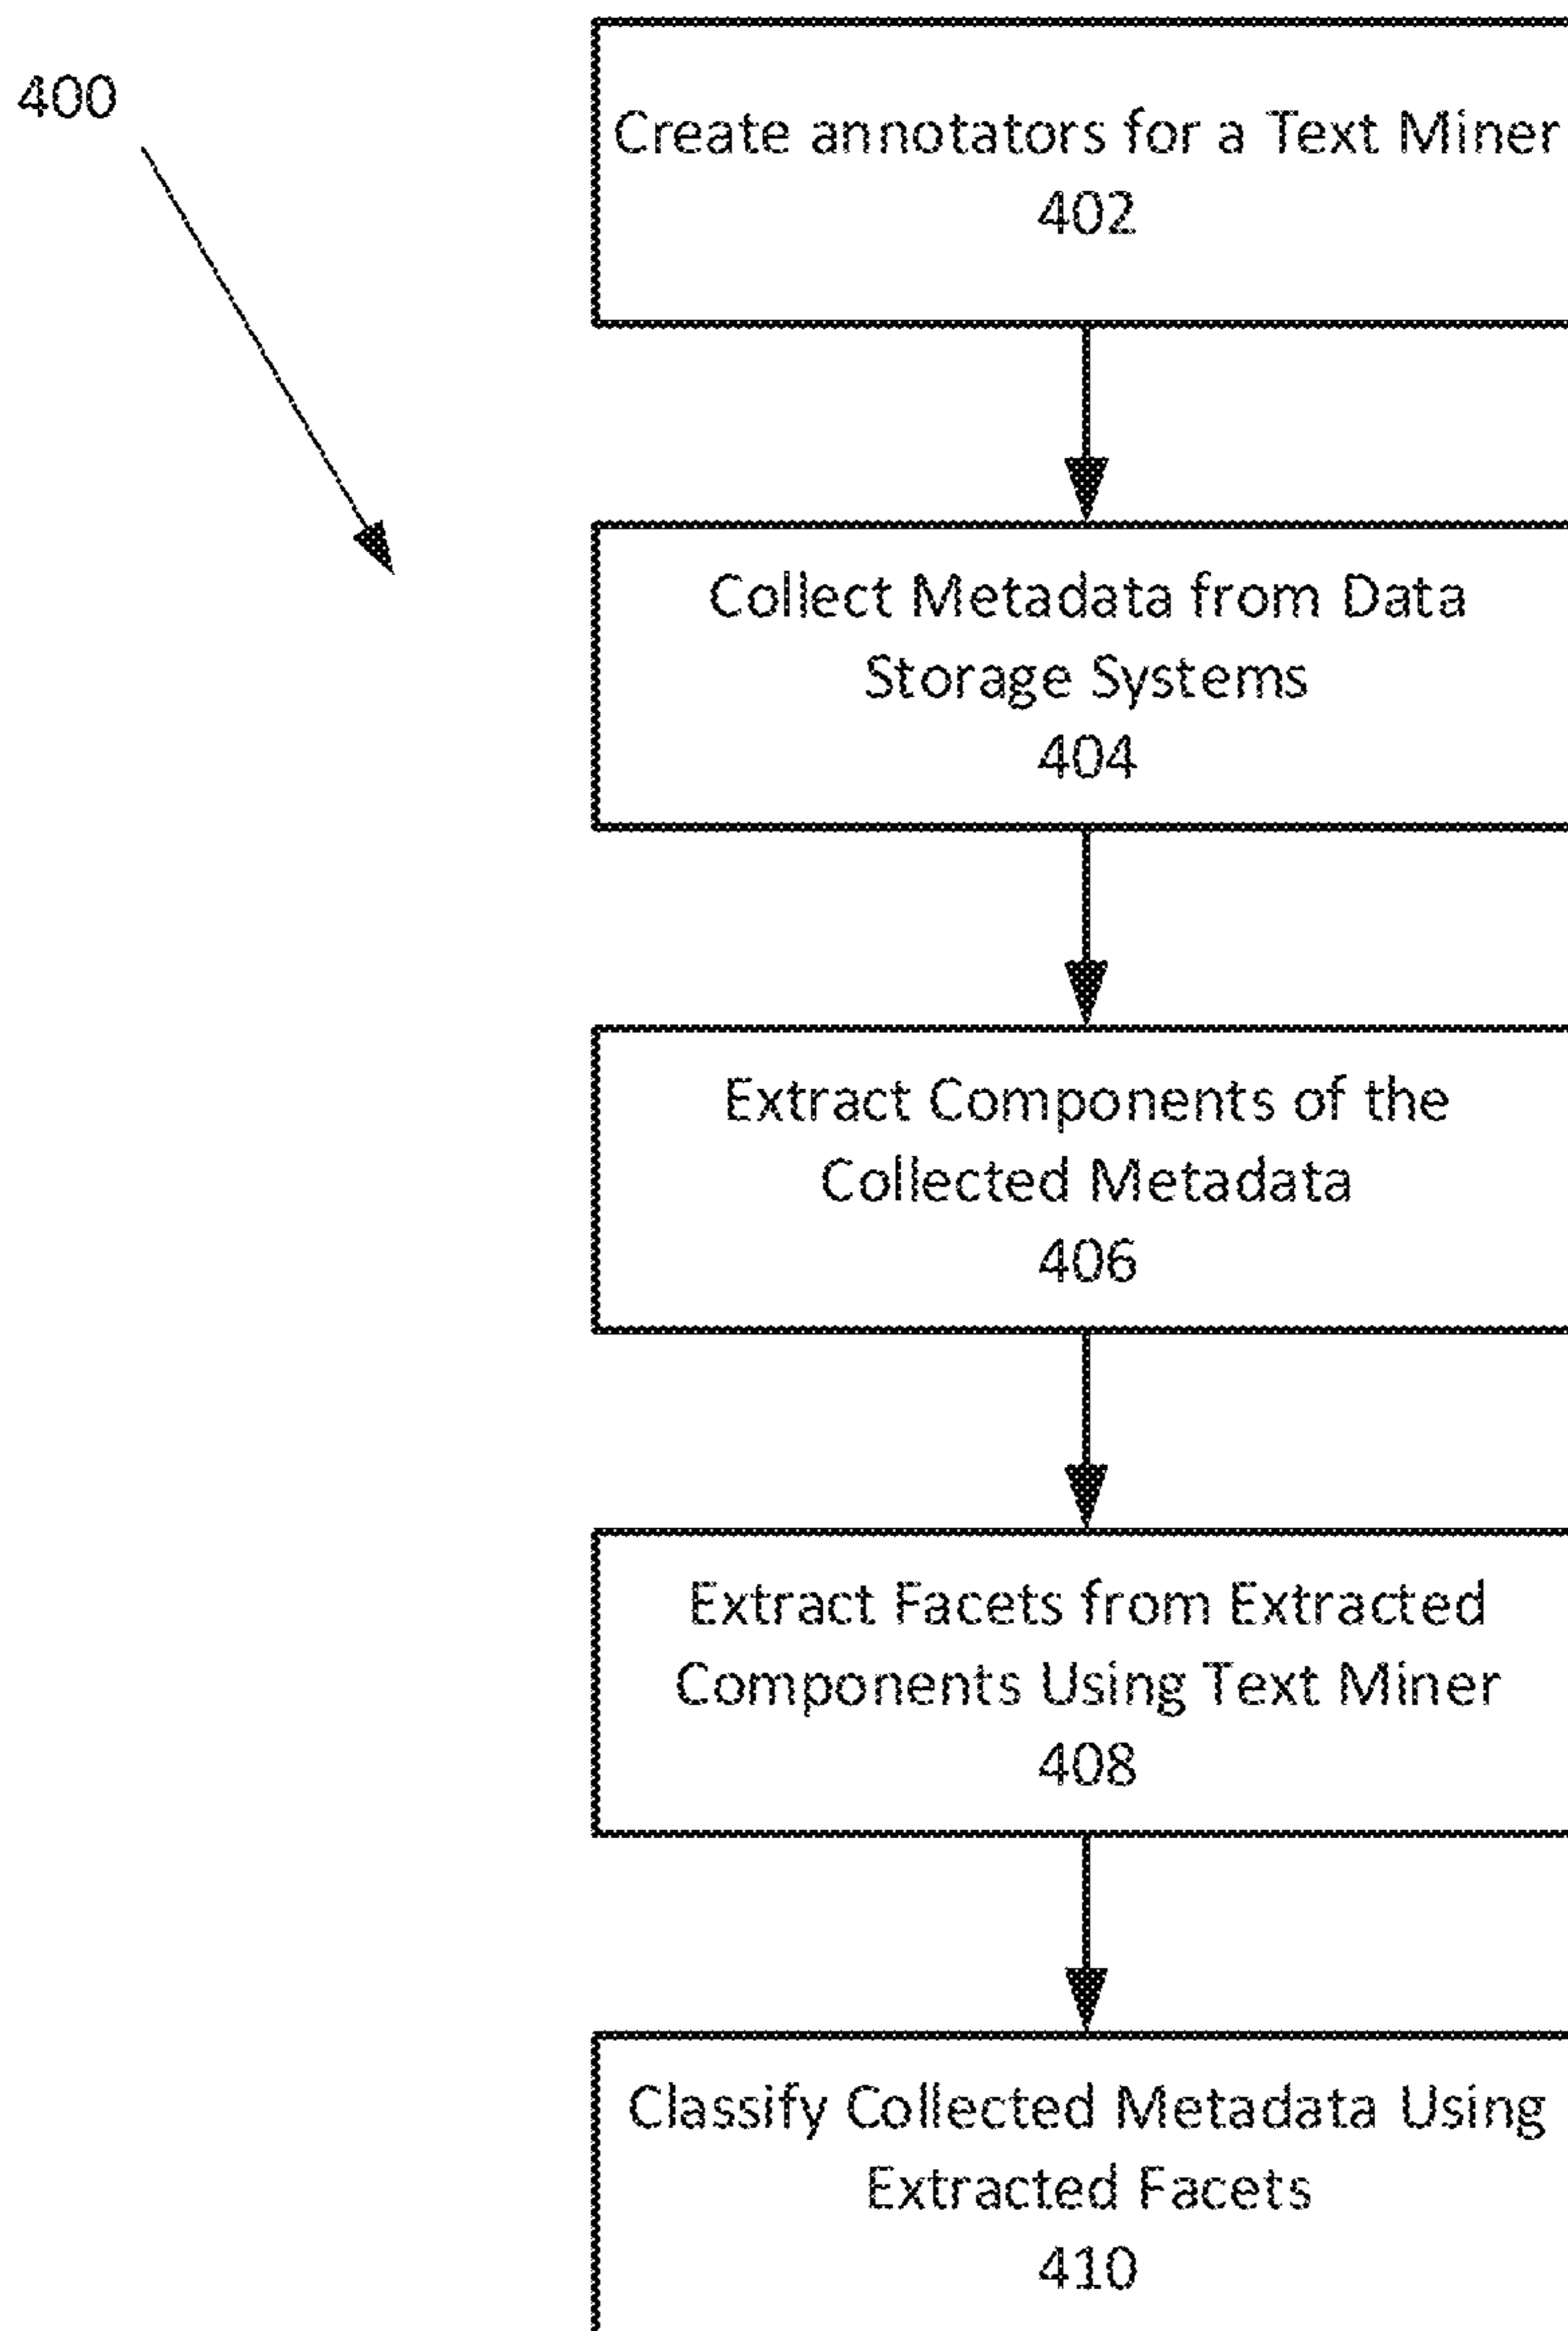 400
Create annotators for a Text Miner
402
Collect Metadata from Data
Storage Systems
404
Extract Components of the
Collected Metadata
406
Extract Facets from Extracted
Components Using Text Miner
408
Classify Collected Metadata Using
Extracted Facets
410